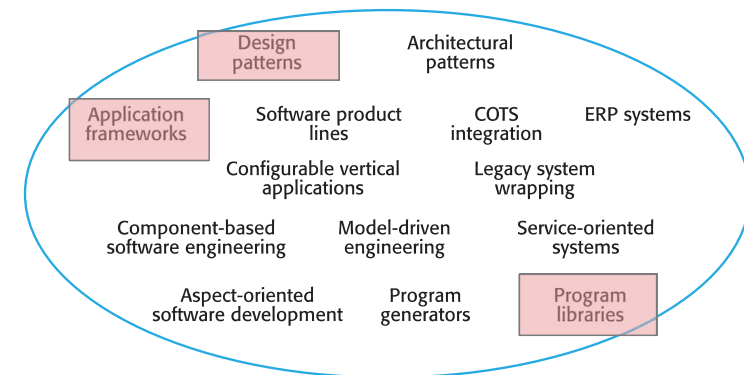 Design
patterns
Architectural
patterns
Application
frameworks
Software product
lines
COTS
integration
ERP systems
Configurable vertical
applications
Legacy system
wrapping
Component-based
software engineering
Model-driven
engineering
Service-oriented
systems
Aspect-oriented
software development
Program
generators
Program
libraries